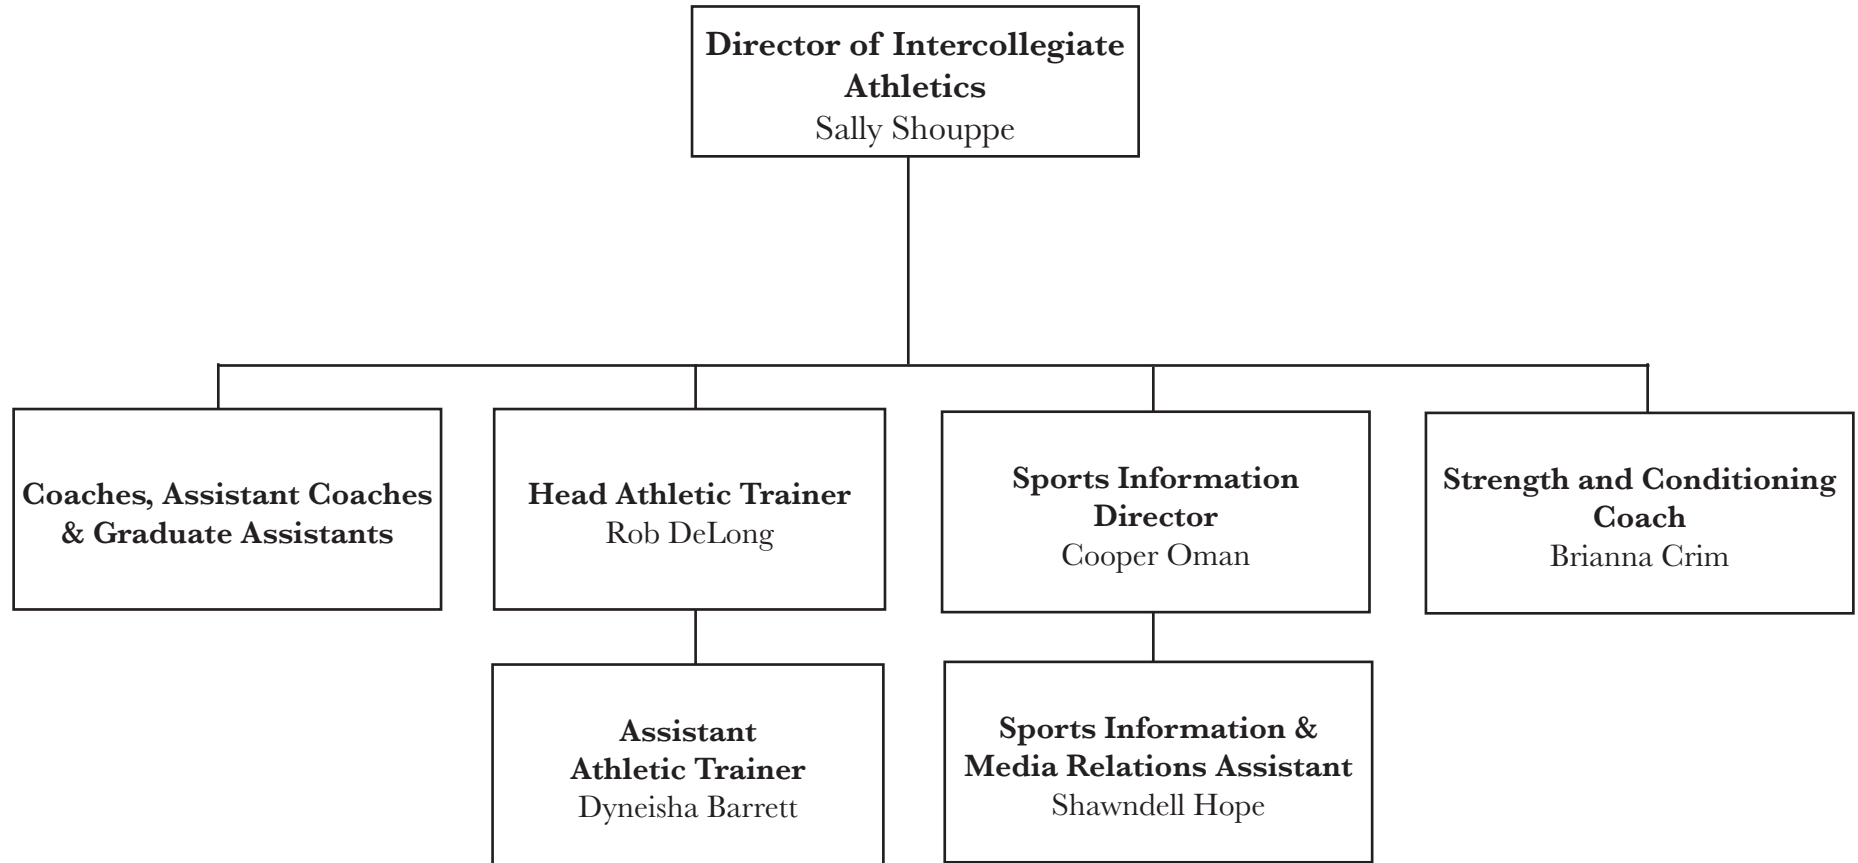 Director of Intercollegiate
Athletics
Sally Shouppe
Coaches, Assistant Coaches
& Graduate Assistants
Head Athletic Trainer
Rob DeLong
Sports Information
Director
Cooper Oman
Strength and Conditioning
Coach
Brianna Crim
Assistant
Athletic Trainer
Dyneisha Barrett
Sports Information &
Media Relations Assistant
Shawndell Hope